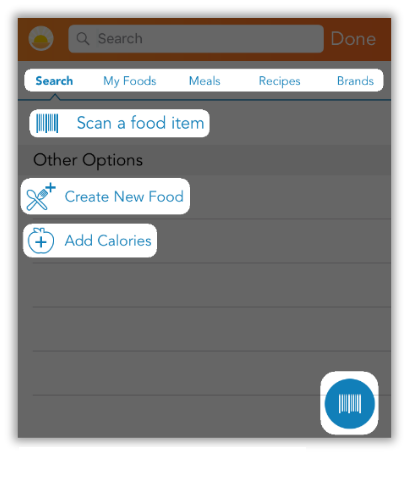 Search Done
Search My Foods Meals Recipes Brands
Scan a food item
Other Options
Create New Food
Add Calories